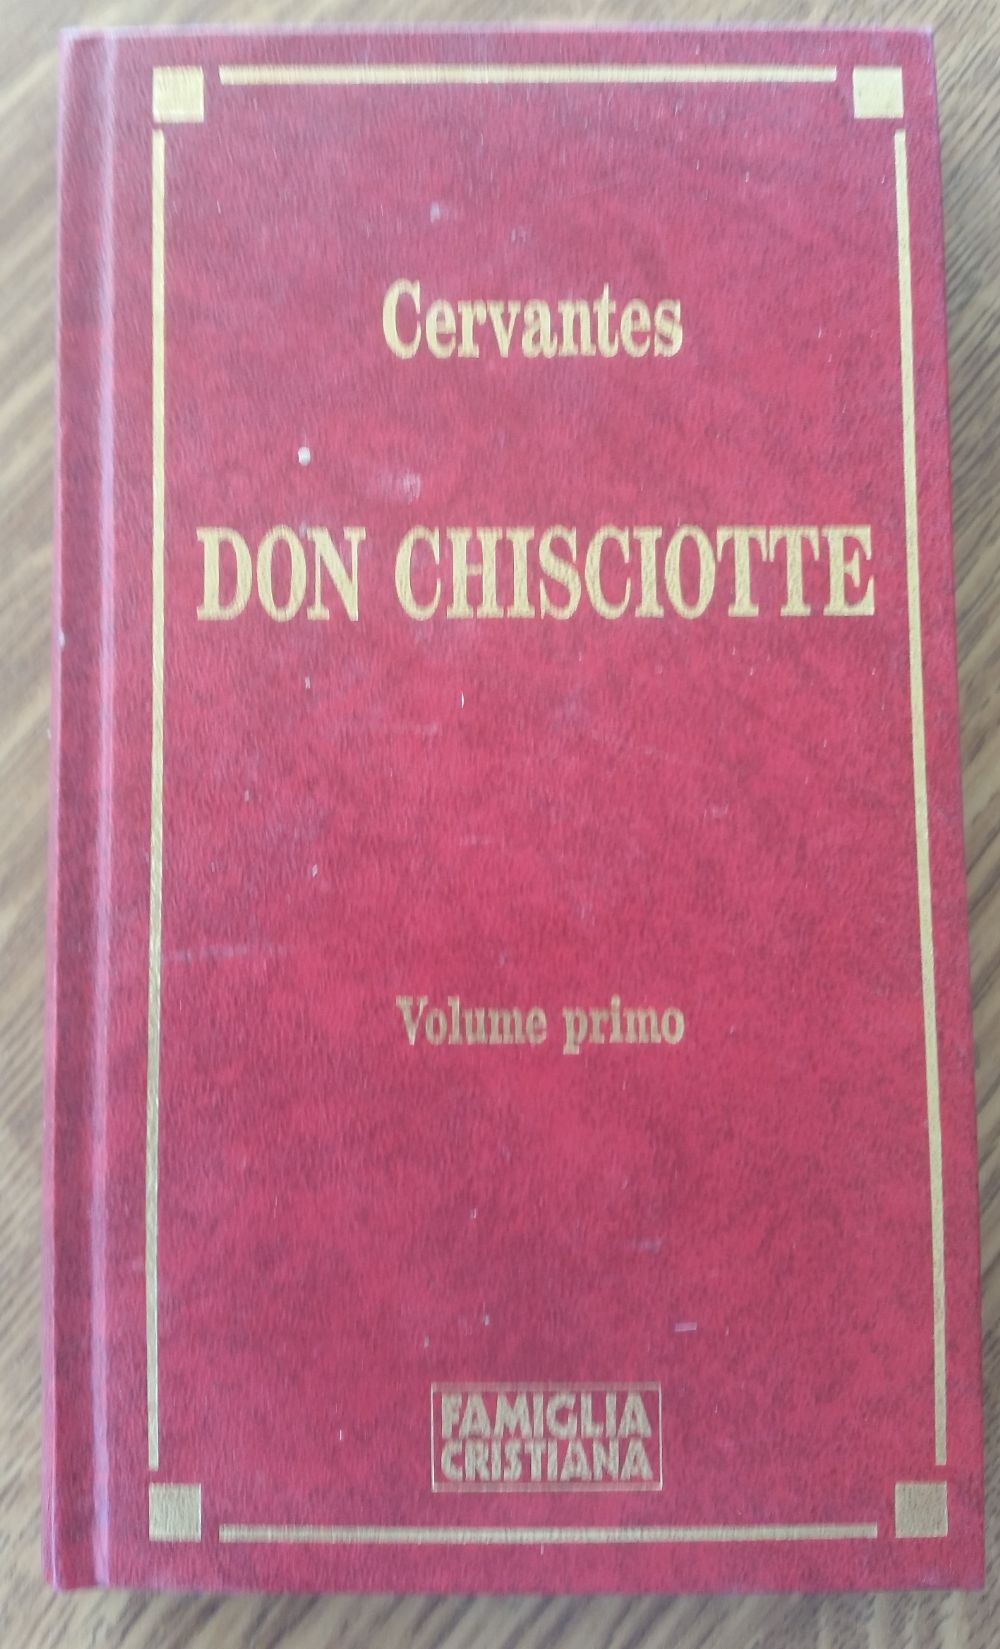 Cervantes
DON CHISCIOTTE
Volume primo
FAMIGLIA
CRISTIANA